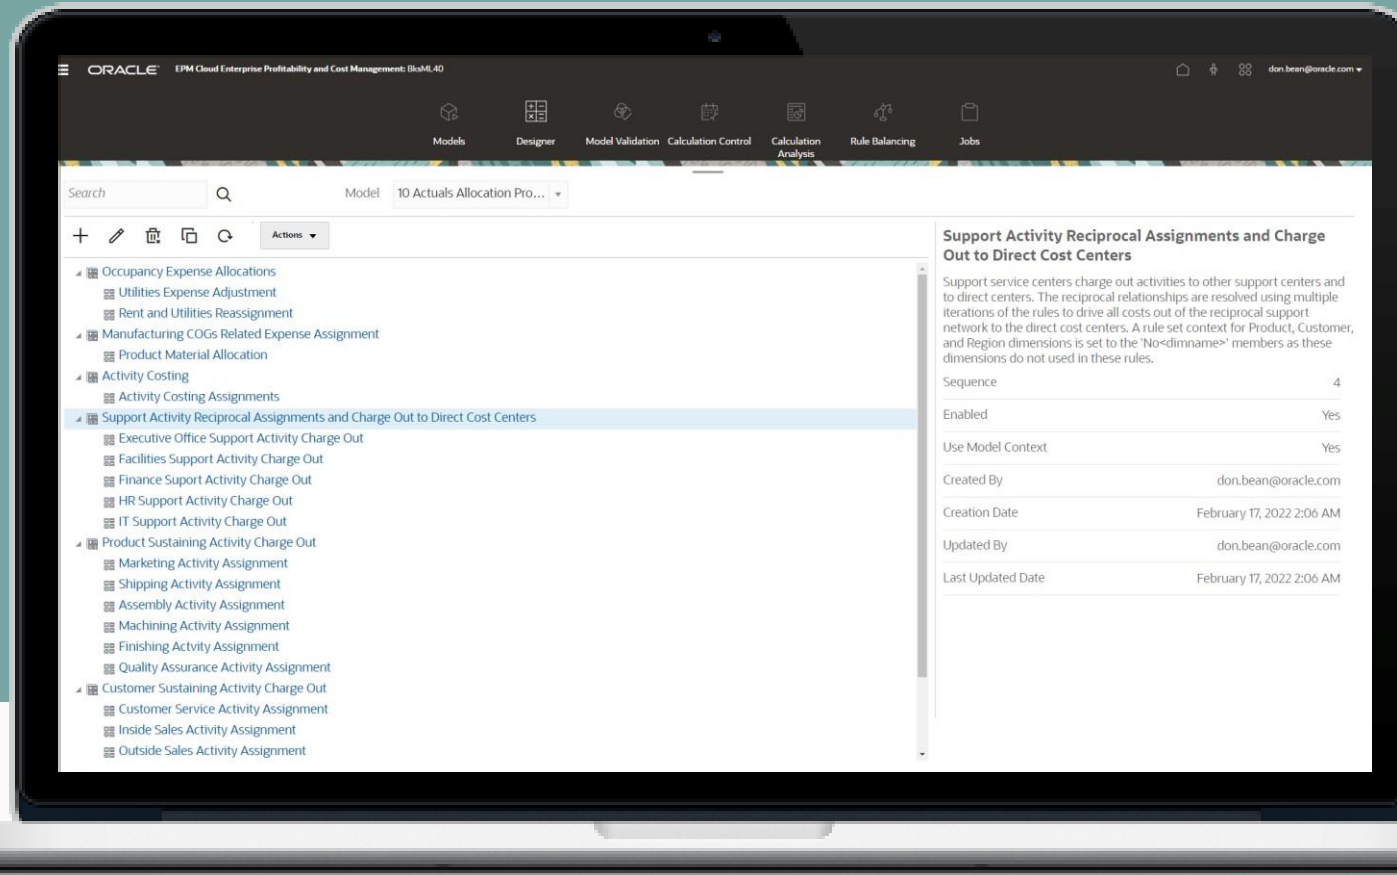 ORACLE EPM Cloud Enterprise Profitability and Cost Management: BksML40
don.bean@oracle.com
Models
Designer
Model Validation
Calculation Control
Calculation
Analysis
Rule Balancing
Jobs
Search
Model 10 Actuals Allocation Pro...
Actions
Occupancy Expense Allocations
Utilities Expense Adjustment
Rent and Utilities Reassignment
Manufacturing COGs Related Expense Assignment
Product Material Allocation
Activity Costing
Activity Costing Assignments
Support Activity Reciprocal Assignments and Charge Out to Direct Cost Centers
Executive Office Support Activity Charge Out
Facilities Support Activity Charge Out
Finance Suport Activity Charge Out
HR Support Activity Charge Out
IT Support Activity Charge Out
Product Sustaining Activity Charge Out
Marketing Activity Assignment
Shipping Activity Assignment
Assembly Activity Assignment
Machining Activity Assignment
Finishing Actvity Assignment
Quality Assurance Activity Assignment
Customer Sustaining Activity Charge Out
Customer Service Activity Assignment
Inside Sales Activity Assignment
Outside Sales Activity Assignment
Support Activity Reciprocal Assignments and Charge
Out to Direct Cost Centers
Support service centers charge out activities to other support centers and
to direct centers. The reciprocal relationships are resolved using multiple
iterations of the rules to drive all costs out of the reciprocal support
network to the direct cost centers. A rule set context for Product, Customer,
and Region dimensions is set to the 'No<dimname>' members as these
dimensions do not used in these rules.
Sequence 4
Enabled Yes
Use Model Context Yes
Created By don.bean@oracle.com
Creation Date February 17, 2022 2:06 AM
Updated By don.bean@oracle.com
Last Updated Date February 17, 2022 2:06 AM